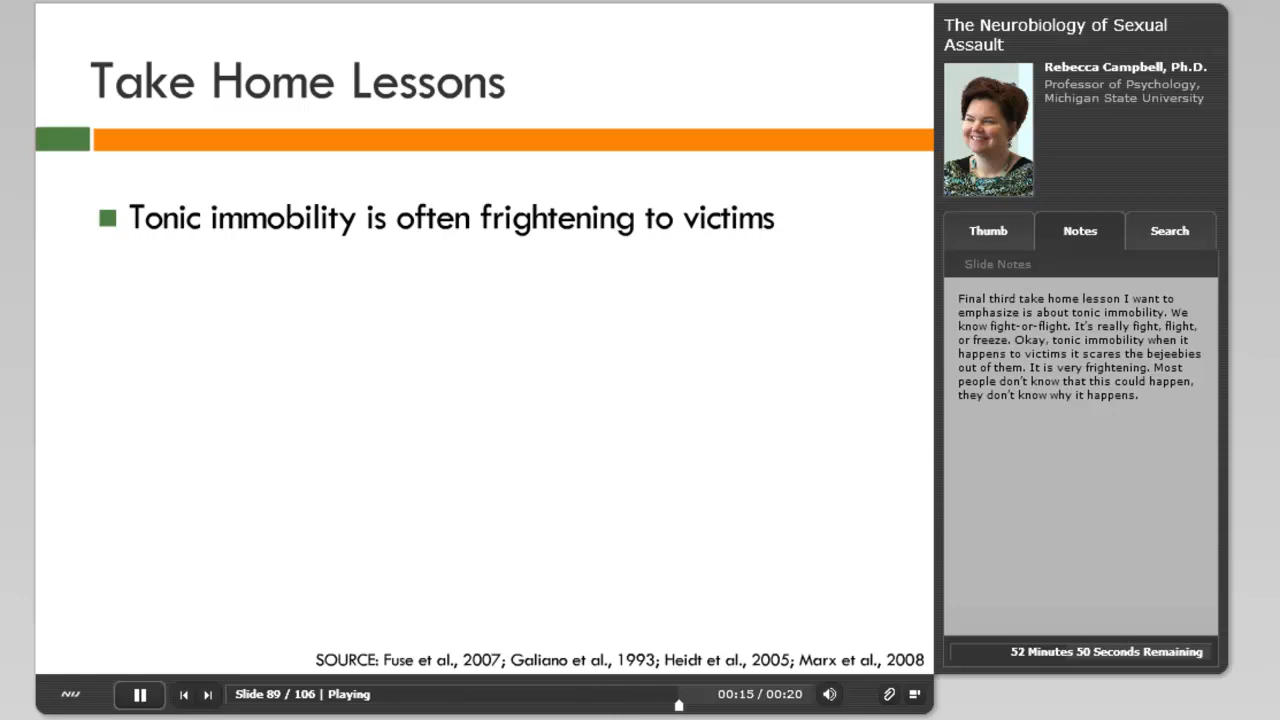 Take Home Lessons
Tonic immobility is often frightening to victims
SOURCE: Fuse et al., 2007; Galiano et al., 1993; Heidt et al., 2005; Marx et al., 2008
The Neurobiology of Sexual
Assault
Rebecca Campbell, Ph.D.
Professor of Psychology,
Michigan State University
Thumb
Notes
Search
Slide Notes
Final third take home lesson I want to
emphasize is about tonic immobility. We
know fight-or-flight. It's really fight, flight,
or freeze. Okay, tonic immobility when it
happens to victims it scares the bejeebies
out of them. It is very frightening. Most
people don't know that this could happen,
they don't know why it happens.
52 Minutes 50 Seconds Remaining
Slide 89 / 106 | Playing
00:15 / 00:20